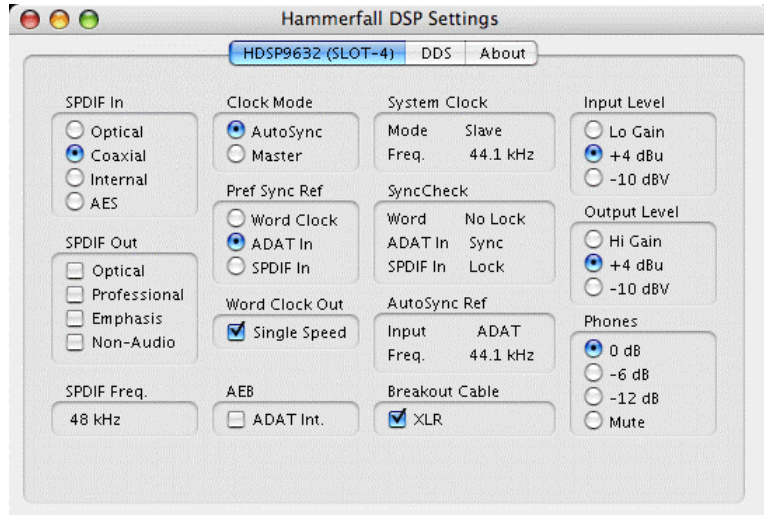 Hammerfall DSP Settings
HDSP9632 (SLOT-4) DDS About
SPDIF In
Optical
Coaxial
Internal
AES
SPDIF Out
Optical
Professional
Emphasis
Non-Audio
SPDIF Freq.
48 kHz
Clock Mode
AutoSync
Master
Pref Sync Ref
Word Clock
ADAT In
SPDIF In
Word Clock Out
Single Speed
AEB
ADAT Int.
System Clock
Mode Slave
Freq. 44.1 kHz
SyncCheck
Word No Lock
ADAT In Sync
SPDIF In Lock
AutoSync Ref
Input ADAT
Freq. 44.1 kHz
Breakout Cable
XLR
Input Level
Lo Gain
+4 dBu
-10 dBV
Output Level
Hi Gain
+4 dBu
-10 dBV
Phones
0 dB
-6 dB
-12 dB
Mute